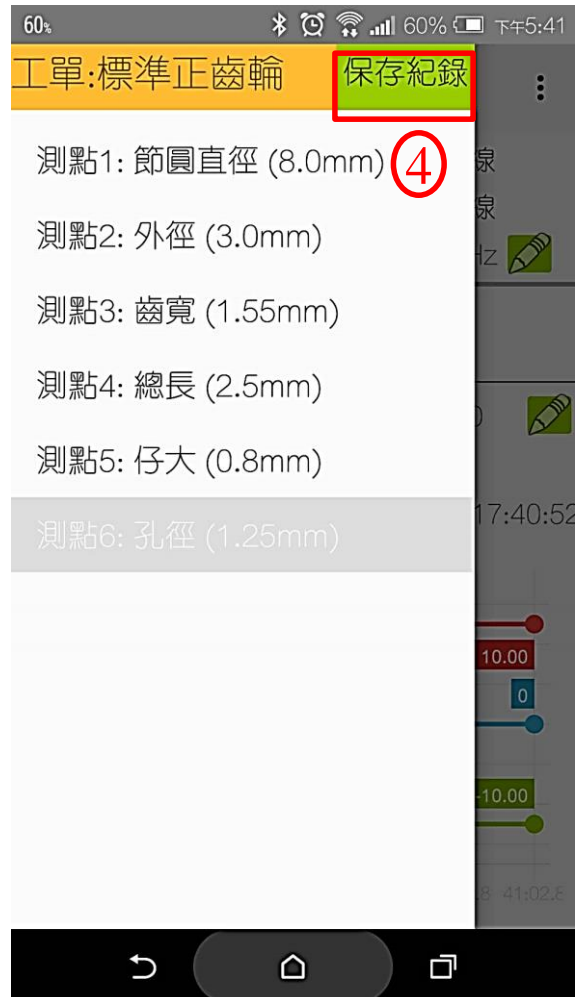 60% 60% 下午5:41
工單:標準正齒輪 保存紀錄
測點1: 節圓直徑 (8.0mm) ④ 線
線
測點2: 外徑 (3.0mm) Hz
測點3: 齒寬 (1.55mm)
測點4: 總長 (2.5mm)
測點5: 仔大 (0.8mm)
測點6: 孔徑 (1.25mm) 17:40:52
10.00
0
-10.00
41:02.8